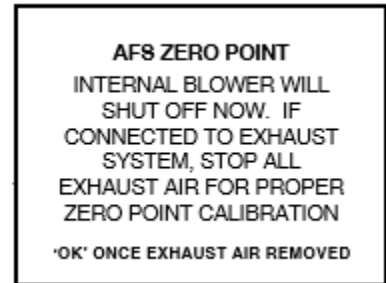 AFS ZERO POINT
INTERNAL BLOWER WILL
SHUT OFF NOW.  IF
CONNECTED TO EXHAUST
SYSTEM, STOP ALL
EXHAUST AIR FOR PROPER
ZERO POINT CALIBRATION
‘OK’ ONCE EXHAUST AIR REMOVED